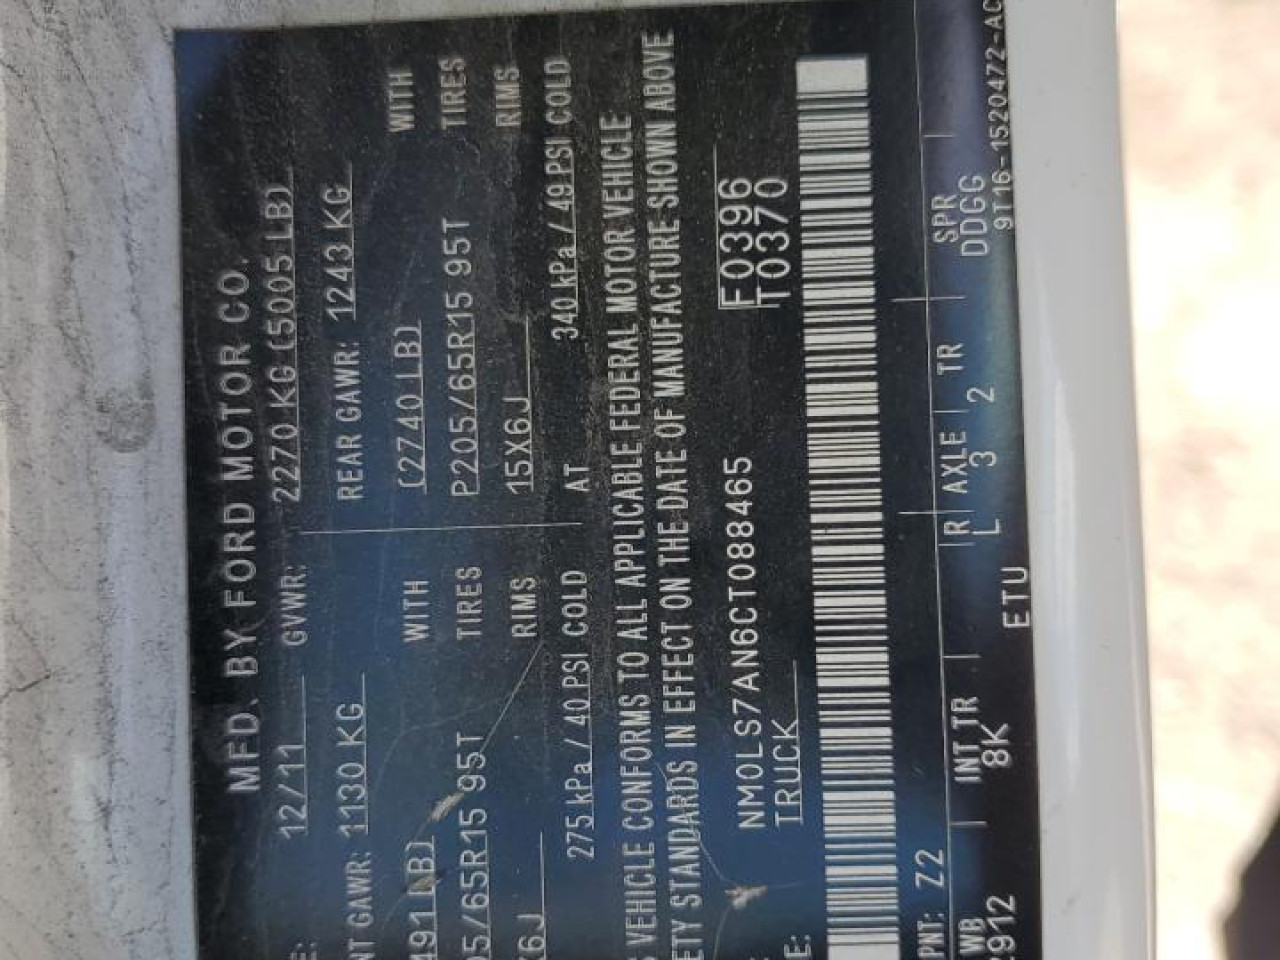 MFD. BY FORD MOTOR CO.
12/11 GVWR: 2270 KG (5005 LB)
GAWR: 1130 KG REAR GAWR: 1243 KG
LB) WITH (2740 LB) WITH
/65R15 95T TIRES P205/65R15 95T TIRES
6J RIMS 15X6J RIMS
275 kPa / 40 PSI COLD AT 340 kPa / 49 PSI COLD
VEHICLE CONFORMS TO ALL APPLICABLE FEDERAL MOTOR VEHICLE
ETY STANDARDS IN EFFECT ON THE DATE OF MANUFACTURE SHOWN ABOVE
NM0LS7AN6CT088465 F0396
TRUCK T0370
PNT: Z2
WB INT TR R AXLE TR SPR
2912 8K L 3 2 DDGG
ETU 9T16-1520472-AC